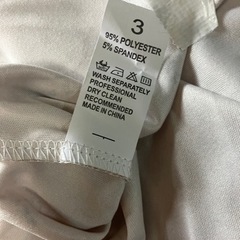 3
95% POLYESTER
5% SPANDEX
WASH SEPARATELY
PROFESSIONAL
DRY CLEAN
RECOMMENDED
MADE IN CHINA